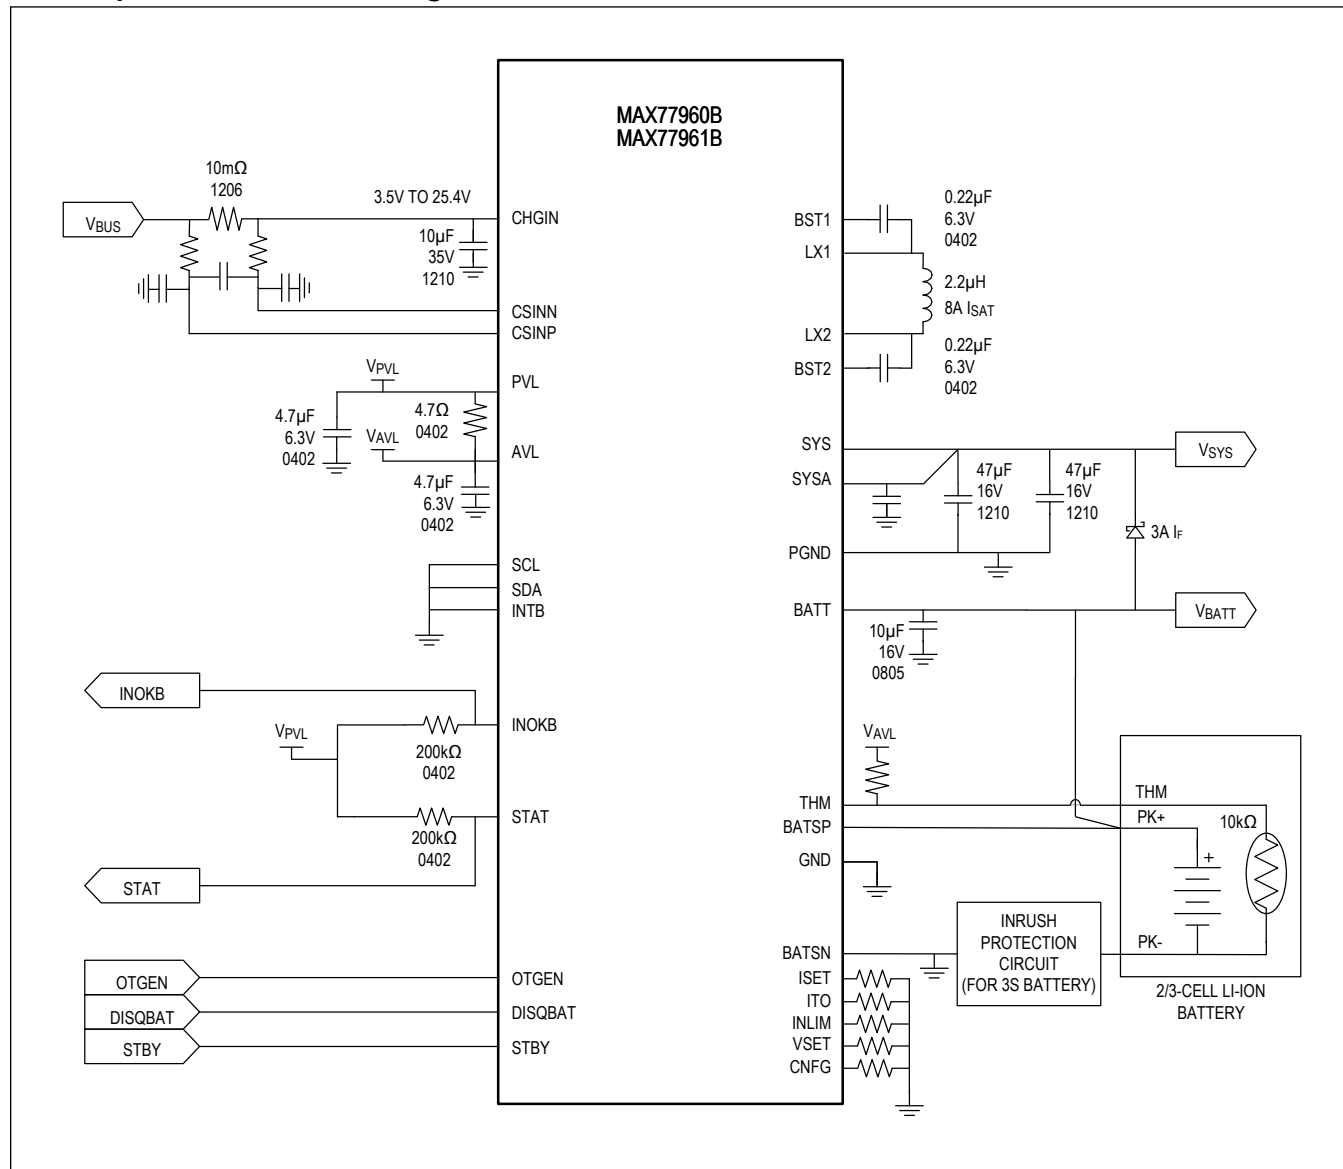 MAX77960B
MAX77961B
10mΩ
1206
3.5V TO 25.4V
VBUS
CHGIN
10µF
35V
1210
CSINN
CSINP
VPVL
PVL
4.7µF
6.3V
0402
4.7Ω
0402
VAVL
AVL
4.7µF
6.3V
0402
SCL
SDA
INTB
INOKB
INOKB
VPVL
200kΩ
0402
STAT
200kΩ
0402
STAT
OTGEN
OTGEN
DISQBAT
DISQBAT
STBY
STBY
BST1
0.22µF
6.3V
0402
LX1
2.2µH
8A ISAT
LX2
0.22µF
6.3V
0402
BST2
SYS
VSYS
SYSA
47µF
16V
1210
47µF
16V
1210
3A IF
PGND
BATT
VBATT
10µF
16V
0805
VAVL
THM
THM
BATSP
PK+
10kΩ
+
GND
INRUSH
PROTECTION
CIRCUIT
(FOR 3S BATTERY)
BATSN
PK-
2/3-CELL LI-ION
BATTERY
ISET
ITO
INLIM
VSET
CNFG